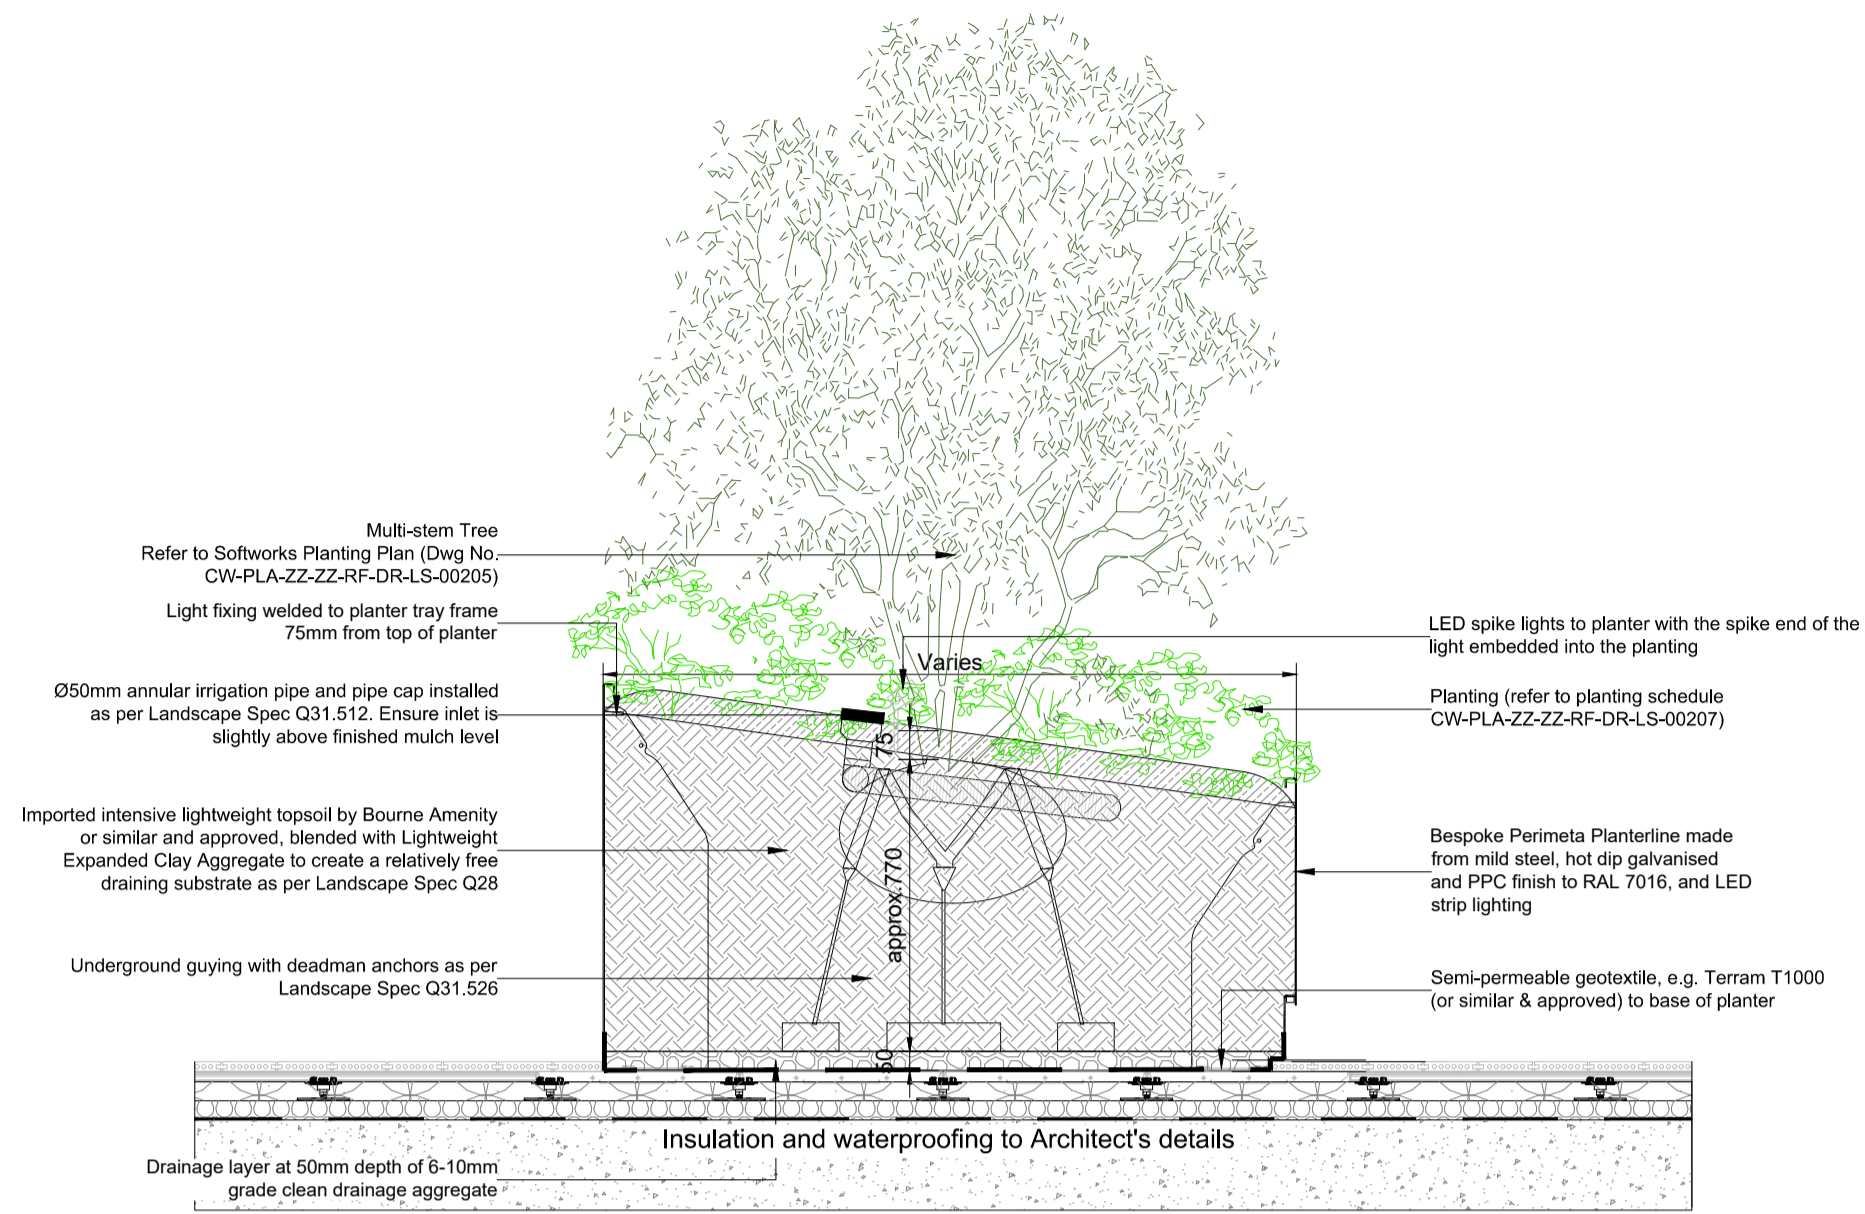 Multi-stem Tree
Refer to Softworks Planting Plan (Dwg No.
CW-PLA-ZZ-ZZ-RF-DR-LS-00205)
Light fixing welded to planter tray frame
75mm from top of planter
Ø50mm annular irrigation pipe and pipe cap installed
as per Landscape Spec Q31.512. Ensure inlet is
slightly above finished mulch level
Imported intensive lightweight topsoil by Bourne Amenity
or similar and approved, blended with Lightweight
Expanded Clay Aggregate to create a relatively free
draining substrate as per Landscape Spec Q28
Underground guying with deadman anchors as per
Landscape Spec Q31.526
Drainage layer at 50mm depth of 6-10mm
grade clean drainage aggregate
Varies
75
approx.770
50
Insulation and waterproofing to Architect's details
LED spike lights to planter with the spike end of the
light embedded into the planting
Planting (refer to planting schedule
CW-PLA-ZZ-ZZ-RF-DR-LS-00207)
Bespoke Perimeta Planterline made
from mild steel, hot dip galvanised
and PPC finish to RAL 7016, and LED
strip lighting
Semi-permeable geotextile, e.g. Terram T1000
(or similar & approved) to base of planter